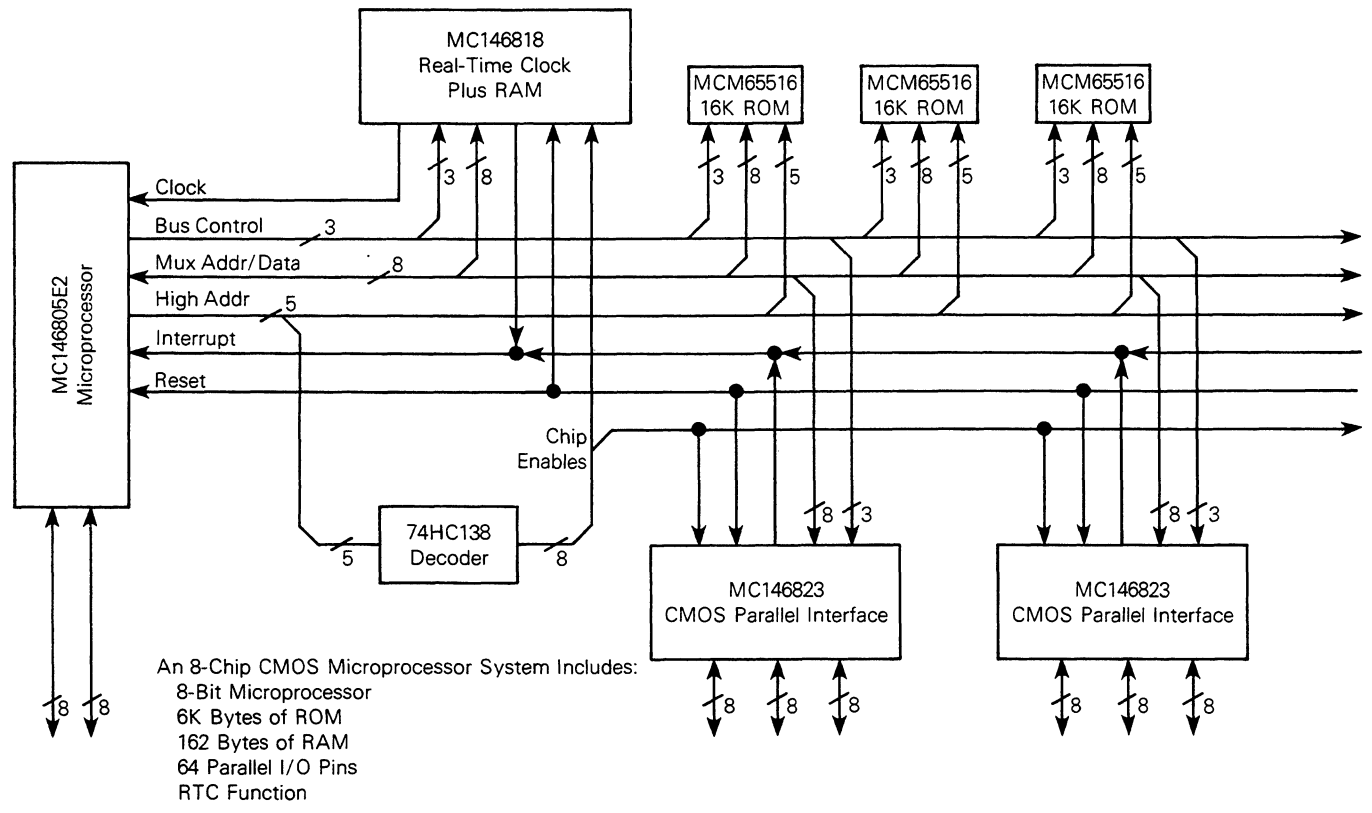 MC146818
Real-Time Clock
Plus RAM
MCM65516
16K ROM
MCM65516
16K ROM
MCM65516
16K ROM
3
8
3
8
5
3
8
5
3
8
5
MC146805E2
Microprocessor
Clock
Bus Control
3
Mux Addr/Data
8
High Addr
5
Interrupt
Reset
Chip
Enables
74HC138
Decoder
5
8
8
3
8
3
MC146823
CMOS Parallel Interface
MC146823
CMOS Parallel Interface
8
8
8
8
8
8
8
8
An 8-Chip CMOS Microprocessor System Includes:
8-Bit Microprocessor
6K Bytes of ROM
162 Bytes of RAM
64 Parallel I/O Pins
RTC Function